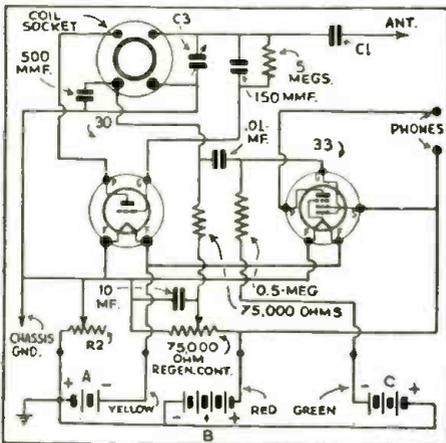 COIL
SOCKET
C3
ANT.
C1
500
MMF.
5
MEGS.
150 MMF.
.01-
MF.
30
33
PHONES
P
G
F
F
G
P
S
F
F
10
MF.
0.5-MEG
75,000 OHMS
CHASSIS
GND.
R2
75,000
OHM
REGEN.CONT.
+ A -
YELLOW
- +
B
RED
GREEN
- C +